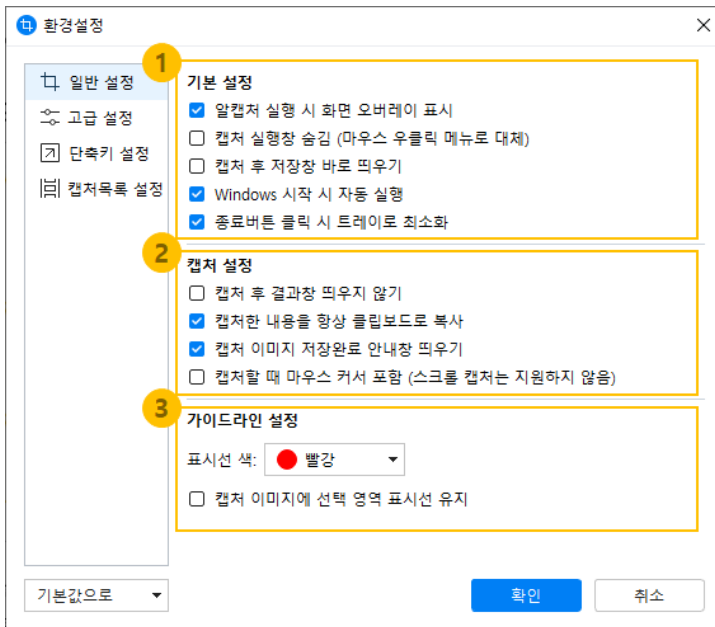 환경설정
일반 설정
고급 설정
단축키 설정
캡처목록 설정
1
기본 설정
알캡처 실행 시 화면 오버레이 표시
캡처 실행창 숨김 (마우스 우클릭 메뉴로 대체)
캡처 후 저장창 바로 띄우기
Windows 시작 시 자동 실행
종료버튼 클릭 시 트레이로 최소화
2
캡처 설정
캡처 후 결과창 띄우지 않기
캡처한 내용을 항상 클립보드로 복사
캡처 이미지 저장완료 안내창 띄우기
캡처할 때 마우스 커서 포함 (스크롤 캡처는 지원하지 않음)
3
가이드라인 설정
표시선 색: 빨강
캡처 이미지에 선택 영역 표시선 유지
기본값으로 확인 취소